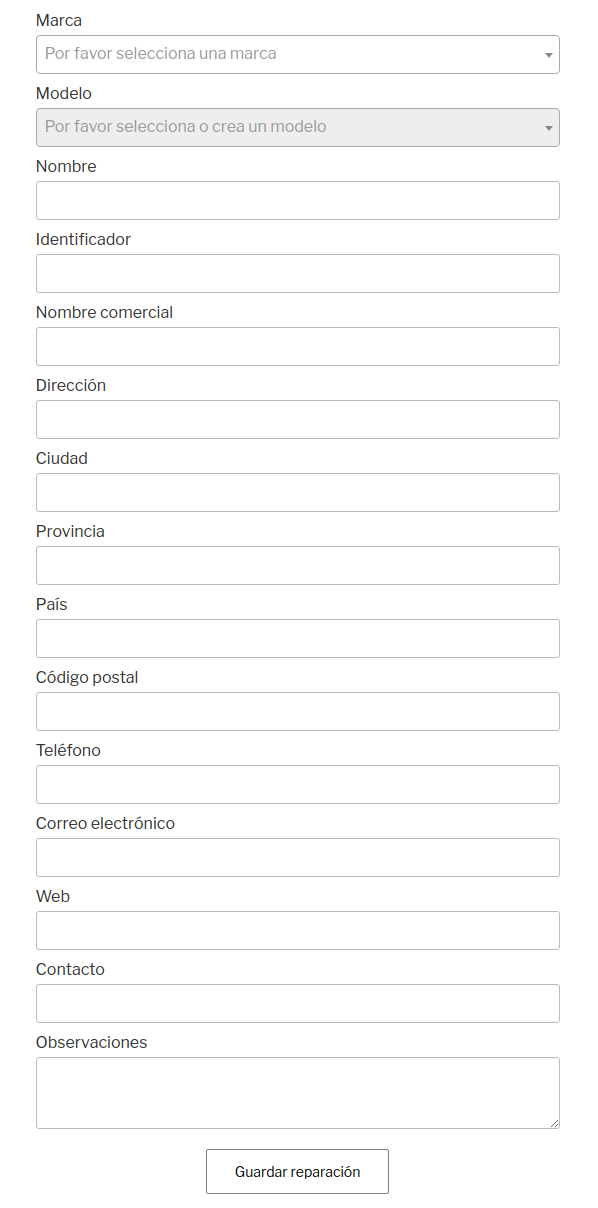 Marca
Por favor selecciona una marca
Modelo
Por favor selecciona o crea un modelo
Nombre
Identificador
Nombre comercial
Dirección
Ciudad
Provincia
País
Código postal
Teléfono
Correo electrónico
Web
Contacto
Observaciones
Guardar reparación